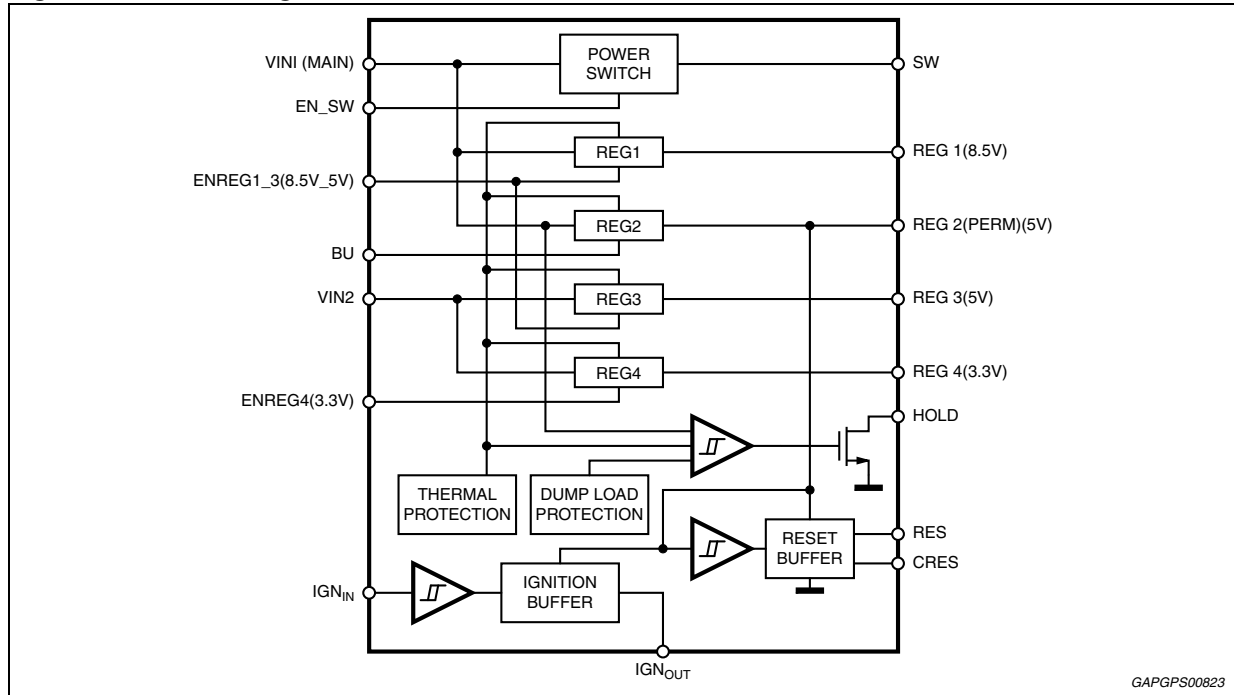 VINI (MAIN)
POWER
SWITCH
SW
EN_SW
REG1
REG 1(8.5V)
ENREG1_3(8.5V_5V)
REG2
REG 2(PERM)(5V)
BU
VIN2
REG3
REG 3(5V)
REG4
REG 4(3.3V)
ENREG4(3.3V)
HOLD
THERMAL
PROTECTION
DUMP LOAD
PROTECTION
RESET
BUFFER
RES
CRES
IGNIN
IGNITION
BUFFER
IGNOUT
GAPGPS00823